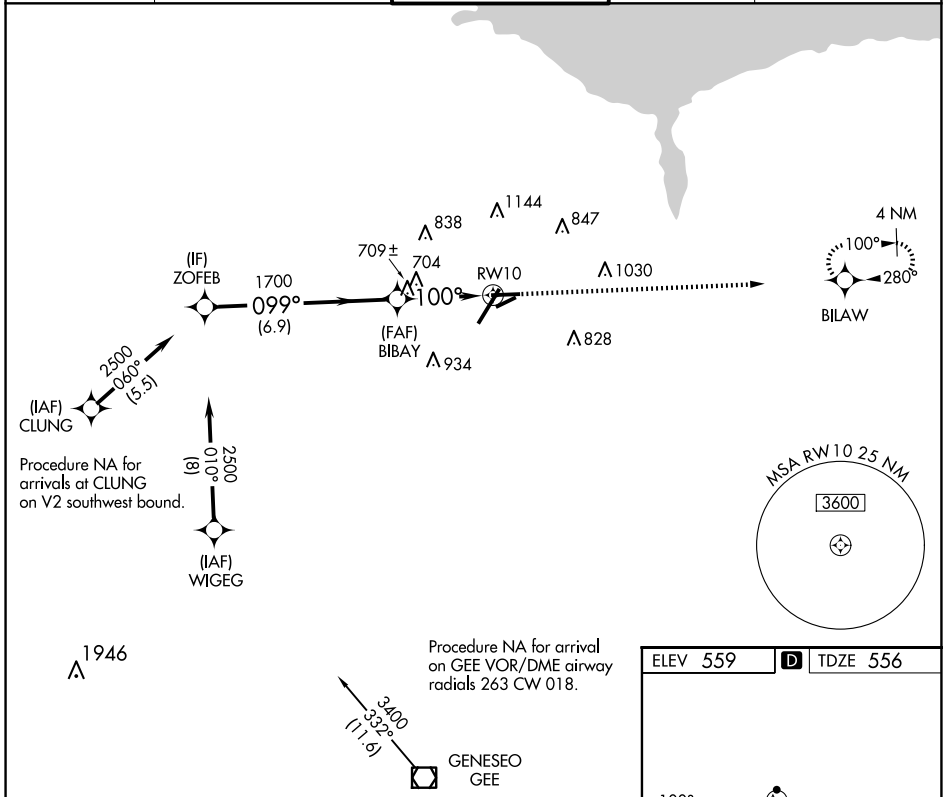 4 NM
100°
280°
BILAW
1144
838
847
709±
704
1030
RW10
(IF)
ZOFEB
1700
099°
(6.9)
100°
(FAF)
BIBAY
828
934
2500
060°
(5.5)
(IAF)
CLUNG
Procedure NA for
arrivals at CLUNG
on V2 southwest bound.
2500
010°
(8)
(IAF)
WIGEG
MSA RW10 25 NM
3600
1946
Procedure NA for arrival
on GEE VOR/DME airway
radials 263 CW 018.
3400
332°
(11.6)
GENESEO
GEE
ELEV 559
D
TDZE 556